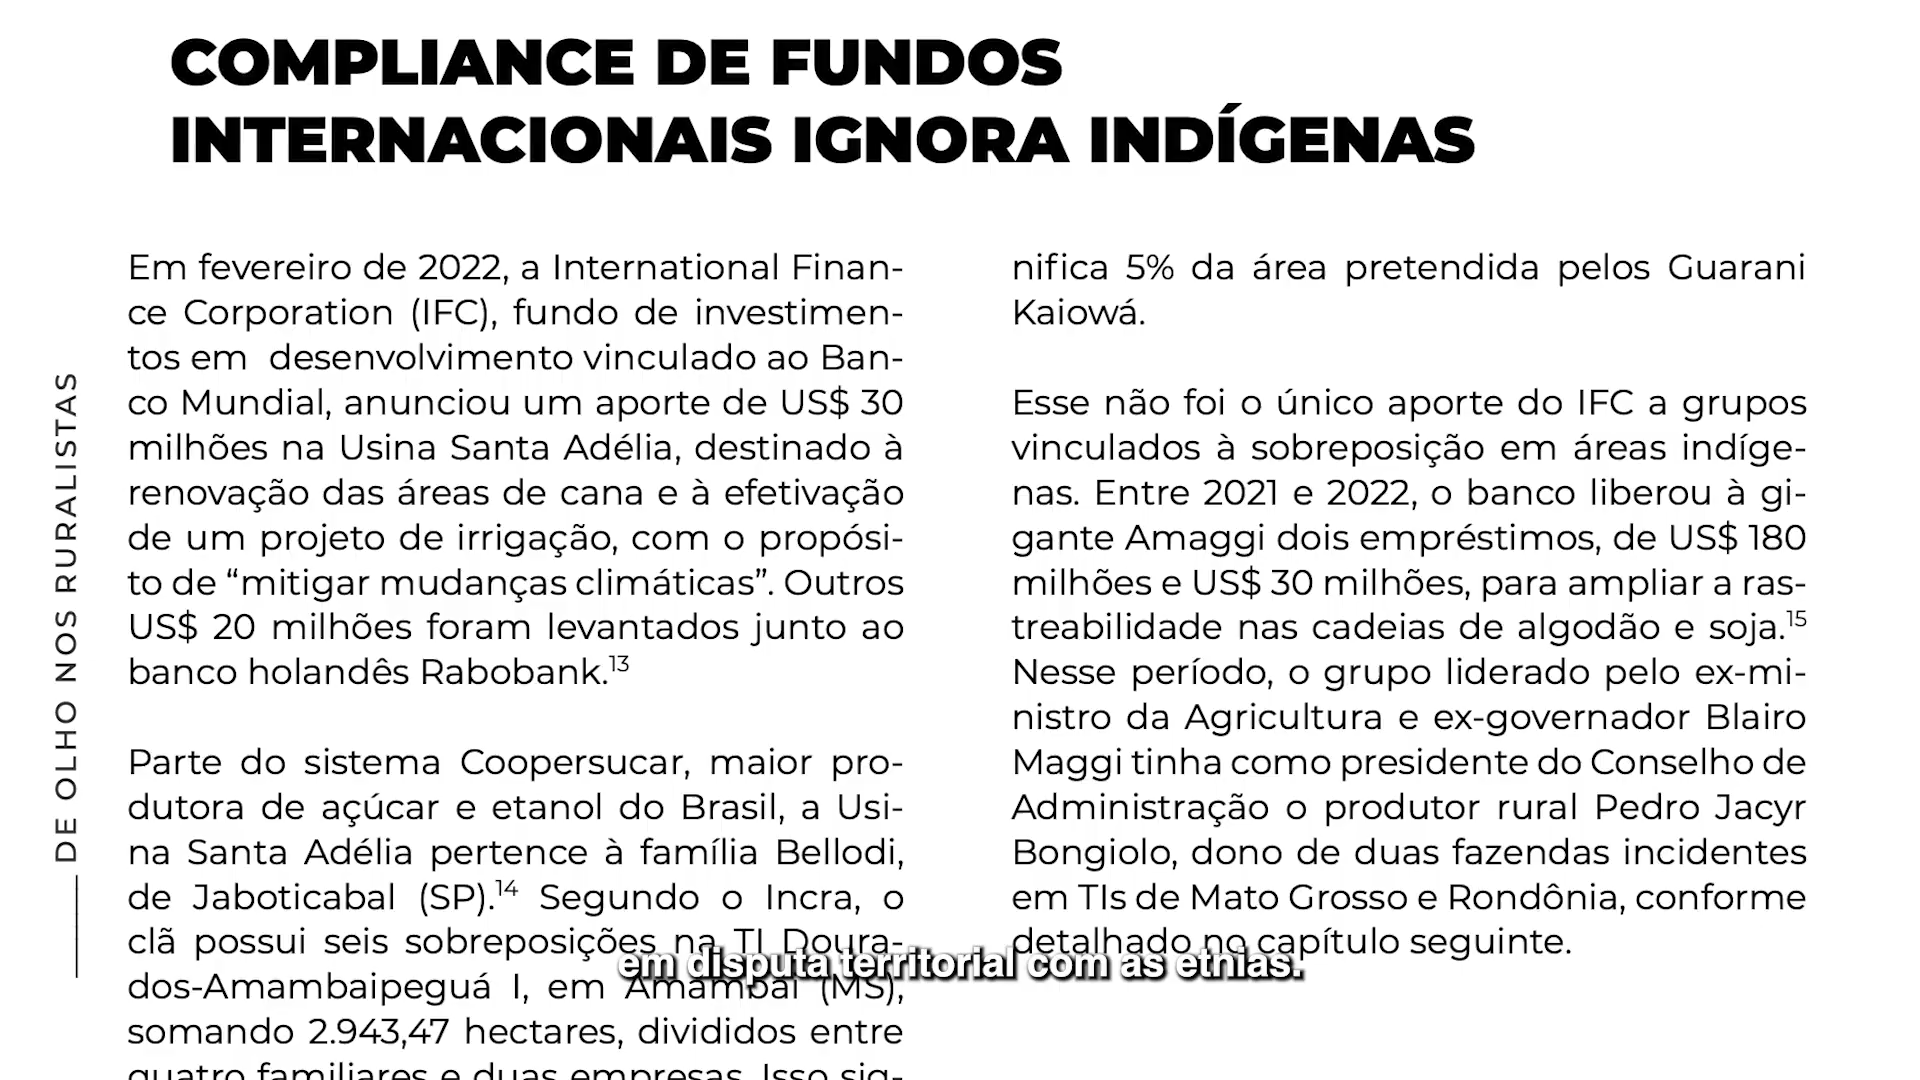 COMPLIANCE DE FUNDOS
INTERNACIONAIS IGNORA INDÍGENAS
DE OLHO NOS RURALISTAS
Em fevereiro de 2022, a International Finan-
ce Corporation (IFC), fundo de investimen-
tos em desenvolvimento vinculado ao Ban-
co Mundial, anunciou um aporte de US$ 30
milhões na Usina Santa Adélia, destinado à
renovação das áreas de cana e à efetivação
de um projeto de irrigação, com o propósi-
to de “mitigar mudanças climáticas”. Outros
US$ 20 milhões foram levantados junto ao
banco holandês Rabobank.13
Parte do sistema Coopersucar, maior pro-
dutora de açúcar e etanol do Brasil, a Usi-
na Santa Adélia pertence à família Bellodi,
de Jaboticabal (SP).14 Segundo o Incra, o
clã possui seis sobreposições na TI Doura-
dos-Amambaipeguá I, em Amambai (MS),
somando 2.943,47 hectares, divididos entre
quatro familiares e duas empresas. Isso sig-
nifica 5% da área pretendida pelos Guarani
Kaiowá.
Esse não foi o único aporte do IFC a grupos
vinculados à sobreposição em áreas indíge-
nas. Entre 2021 e 2022, o banco liberou à gi-
gante Amaggi dois empréstimos, de US$ 180
milhões e US$ 30 milhões, para ampliar a ras-
treabilidade nas cadeias de algodão e soja.15
Nesse período, o grupo liderado pelo ex-mi-
nistro da Agricultura e ex-governador Blairo
Maggi tinha como presidente do Conselho de
Administração o produtor rural Pedro Jacyr
Bongiolo, dono de duas fazendas incidentes
em TIs de Mato Grosso e Rondônia, conforme
detalhado no capítulo seguinte.
em disputa territorial com as etnias.